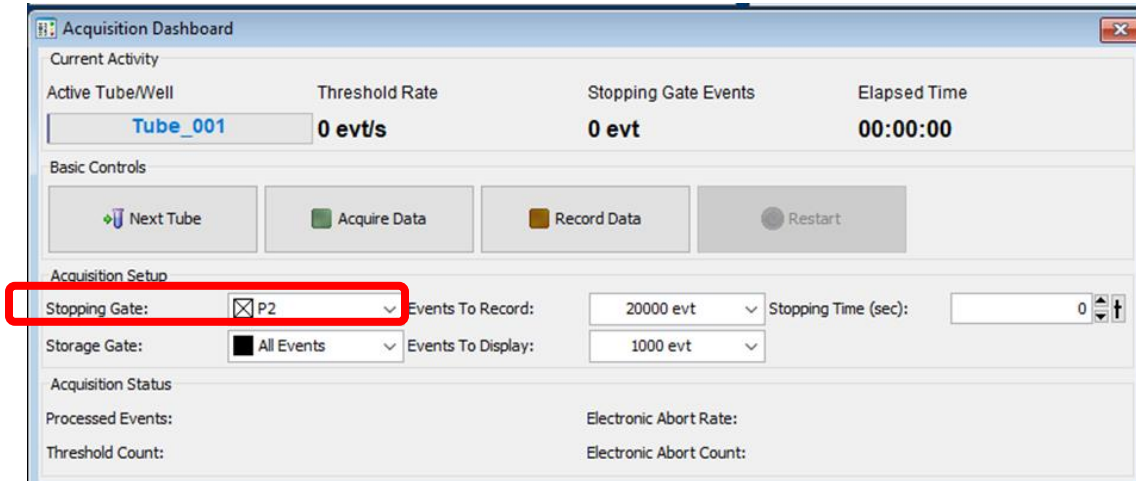 Acquisition Dashboard
Current Activity
Active Tube/Well Threshold Rate Stopping Gate Events Elapsed Time
Tube_001 0 evt/s 0 evt 00:00:00
Basic Controls
Next Tube Acquire Data Record Data Restart
Acquisition Setup
Stopping Gate: P2 Events To Record: 20000 evt Stopping Time (sec): 0
Storage Gate: All Events Events To Display: 1000 evt
Acquisition Status
Processed Events: Electronic Abort Rate:
Threshold Count: Electronic Abort Count: